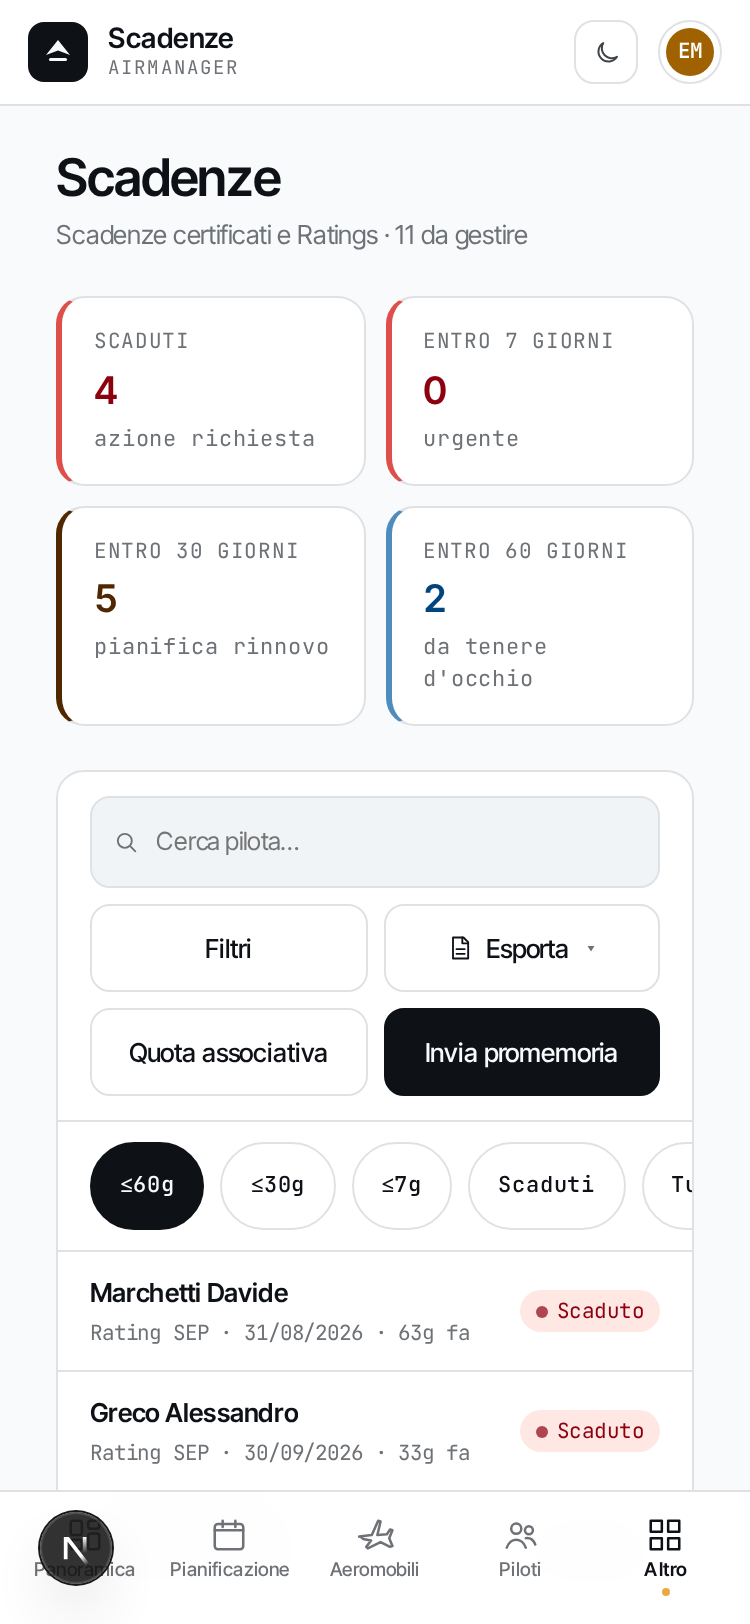 Scadenze
AIRMANAGER
EM
Scadenze
Scadenze certificati e Ratings · 11 da gestire
SCADUTI
4
azione richiesta
ENTRO 7 GIORNI
0
urgente
ENTRO 30 GIORNI
5
pianifica rinnovo
ENTRO 60 GIORNI
2
da tenere
d'occhio
Cerca pilota...
Filtri
Esporta
Quota associativa
Invia promemoria
≤60g
≤30g
≤7g
Scaduti
Tu
Marchetti Davide
Rating SEP · 31/08/2026 · 63g fa
Scaduto
Greco Alessandro
Rating SEP · 30/09/2026 · 33g fa
Scaduto
N
Panoramica
Pianificazione
Aeromobili
Piloti
Altro